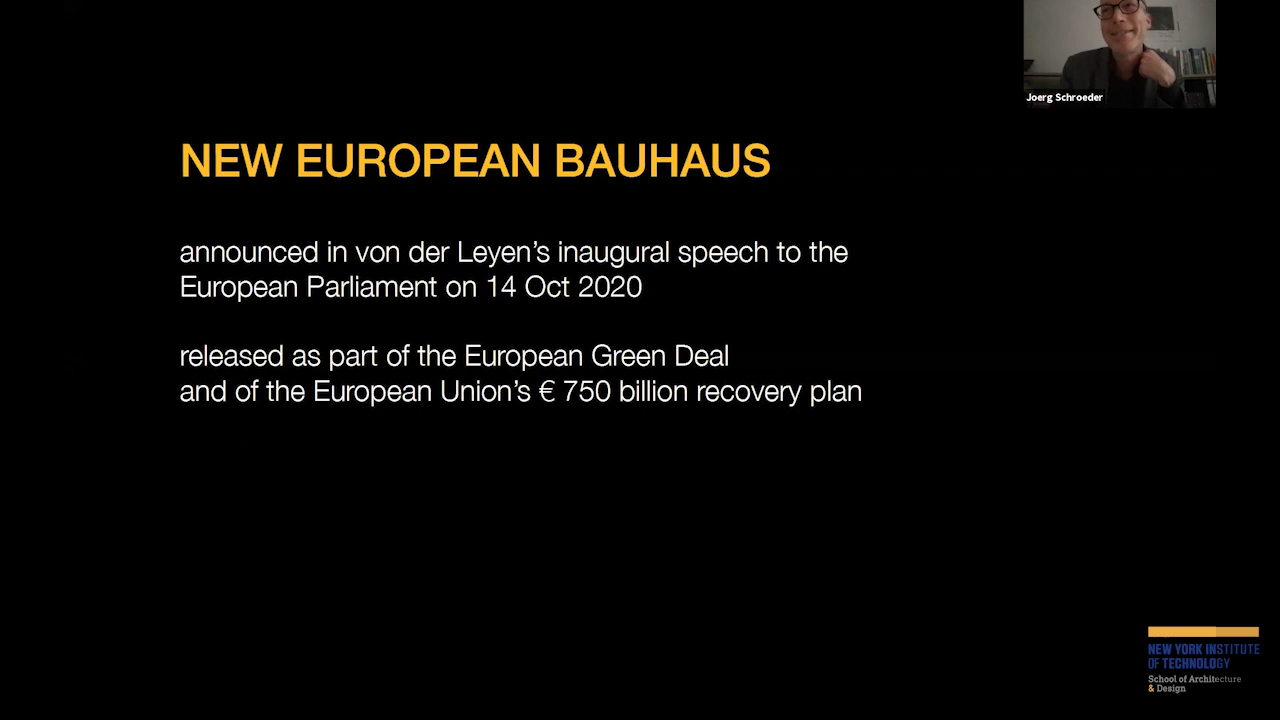 Joerg Schroeder
NEW EUROPEAN BAUHAUS
announced in von der Leyen’s inaugural speech to the
European Parliament on 14 Oct 2020
released as part of the European Green Deal
and of the European Union’s € 750 billion recovery plan
NEW YORK INSTITUTE
OF TECHNOLOGY
School of Architecture
& Design